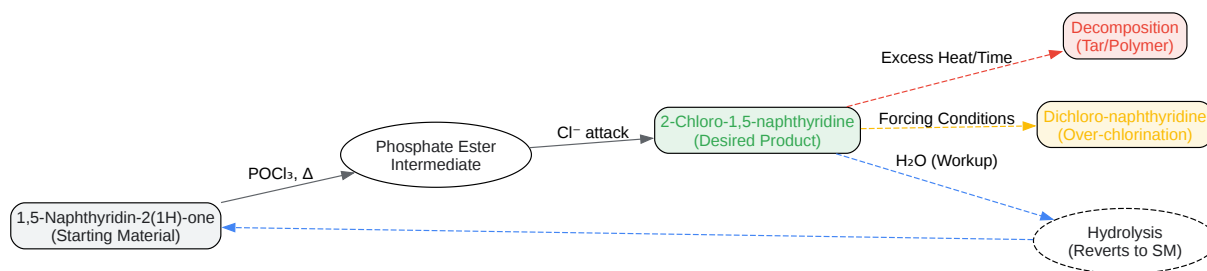 Decomposition
(Tar/Polymer)
Excess Heat/Time
2-Chloro-1,5-naphthyridine
(Desired Product)
Forcing Conditions
Dichloro-naphthyridine
(Over-chlorination)
Cl⁻ attack
Phosphate Ester
Intermediate
H₂O (Workup)
POCl₃, Δ
1,5-Naphthyridin-2(1H)-one
(Starting Material)
Hydrolysis
(Reverts to SM)